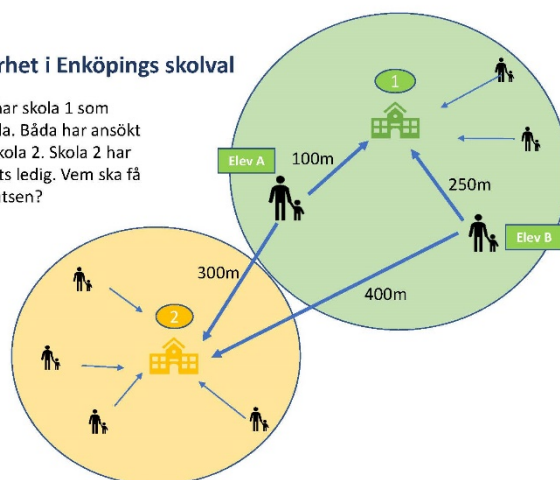 rhet i Enköpings skolval
har skola 1 som
la. Båda har ansökt
kola 2. Skola 2 har
ts ledig. Vem ska få
atsen?
1
Elev A
100m
250m
Elev B
300m
400m
2